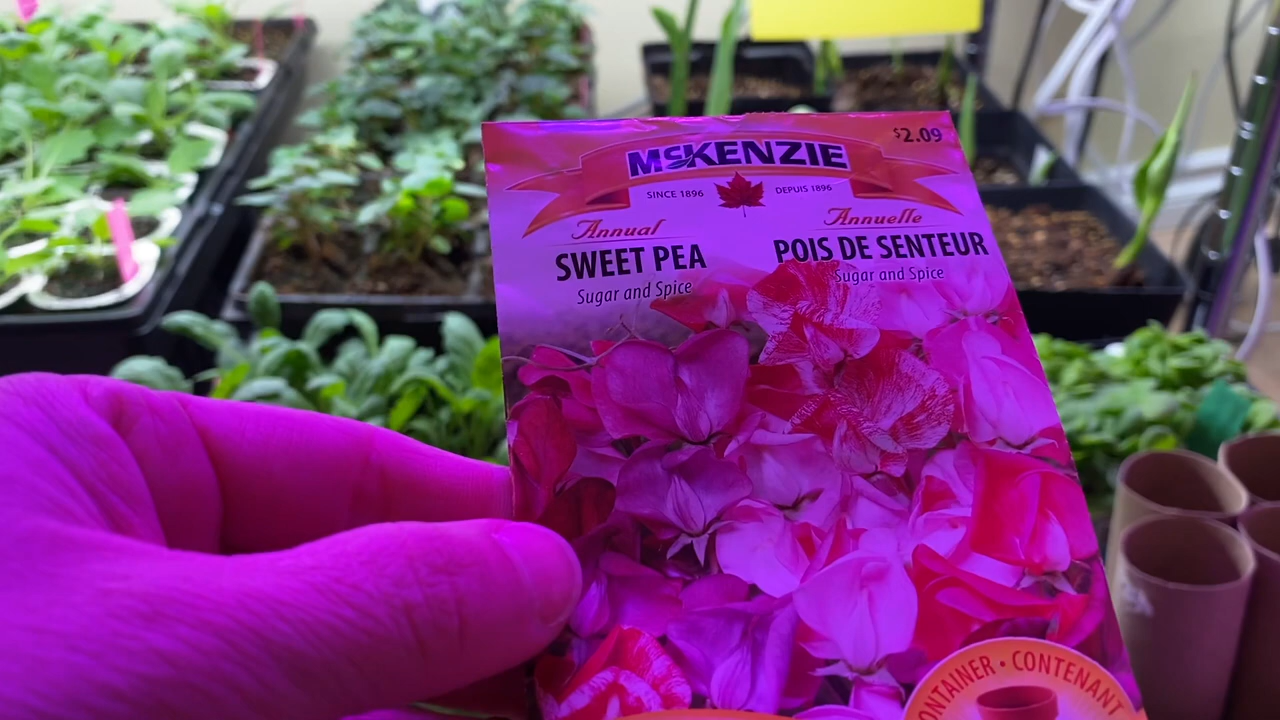 $2.09
McKENZIE
SINCE 1896 DEPUIS 1896
Annual
SWEET PEA
Sugar and Spice
Annuelle
POIS DE SENTEUR
Sugar and Spice
CONTAINER • CONTENANT